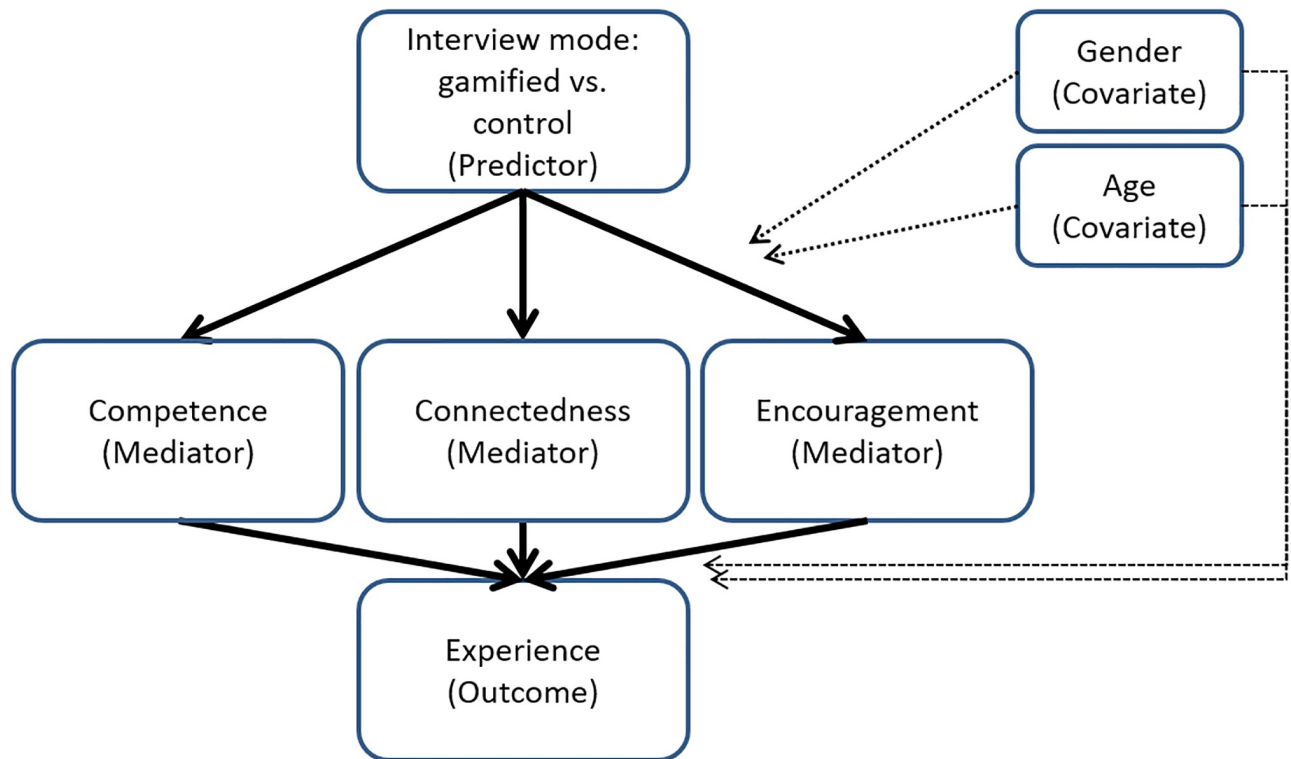 Interview mode:
gamified vs.
control
(Predictor)
Gender
(Covariate)
Age
(Covariate)
Competence
(Mediator)
Connectedness
(Mediator)
Encouragement
(Mediator)
Experience
(Outcome)